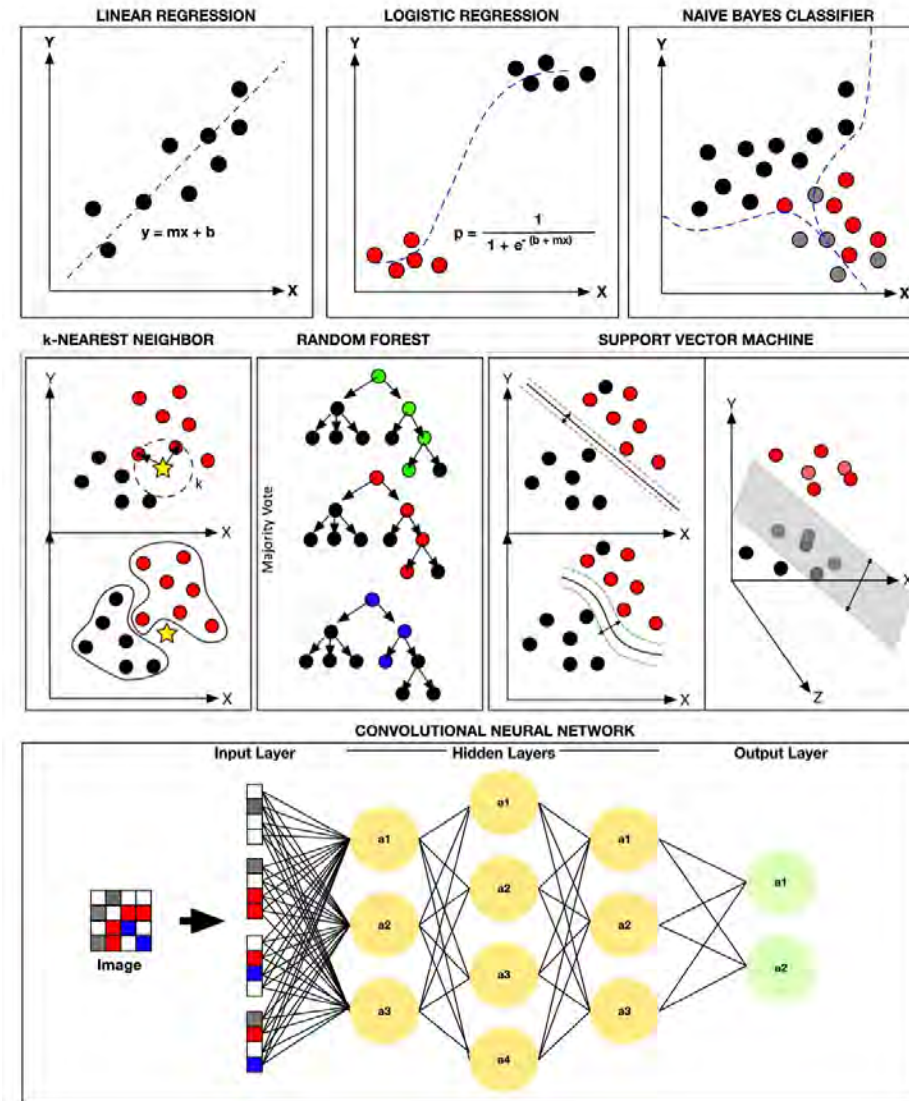 LINEAR REGRESSION
Y
y = mx + b
X
LOGISTIC REGRESSION
Y
p = 1
1 + e-(b + mx)
X
NAIVE BAYES CLASSIFIER
Y
X
k-NEAREST NEIGHBOR
Y
k
X
X
RANDOM FOREST
Majority Vote
SUPPORT VECTOR MACHINE
Y
X
X
Y
X
Z
CONVOLUTIONAL NEURAL NETWORK
Input Layer
Hidden Layers
Output Layer
Image
a1
a2
a3
a1
a2
a3
a4
a1
a2
a3
a1
a2